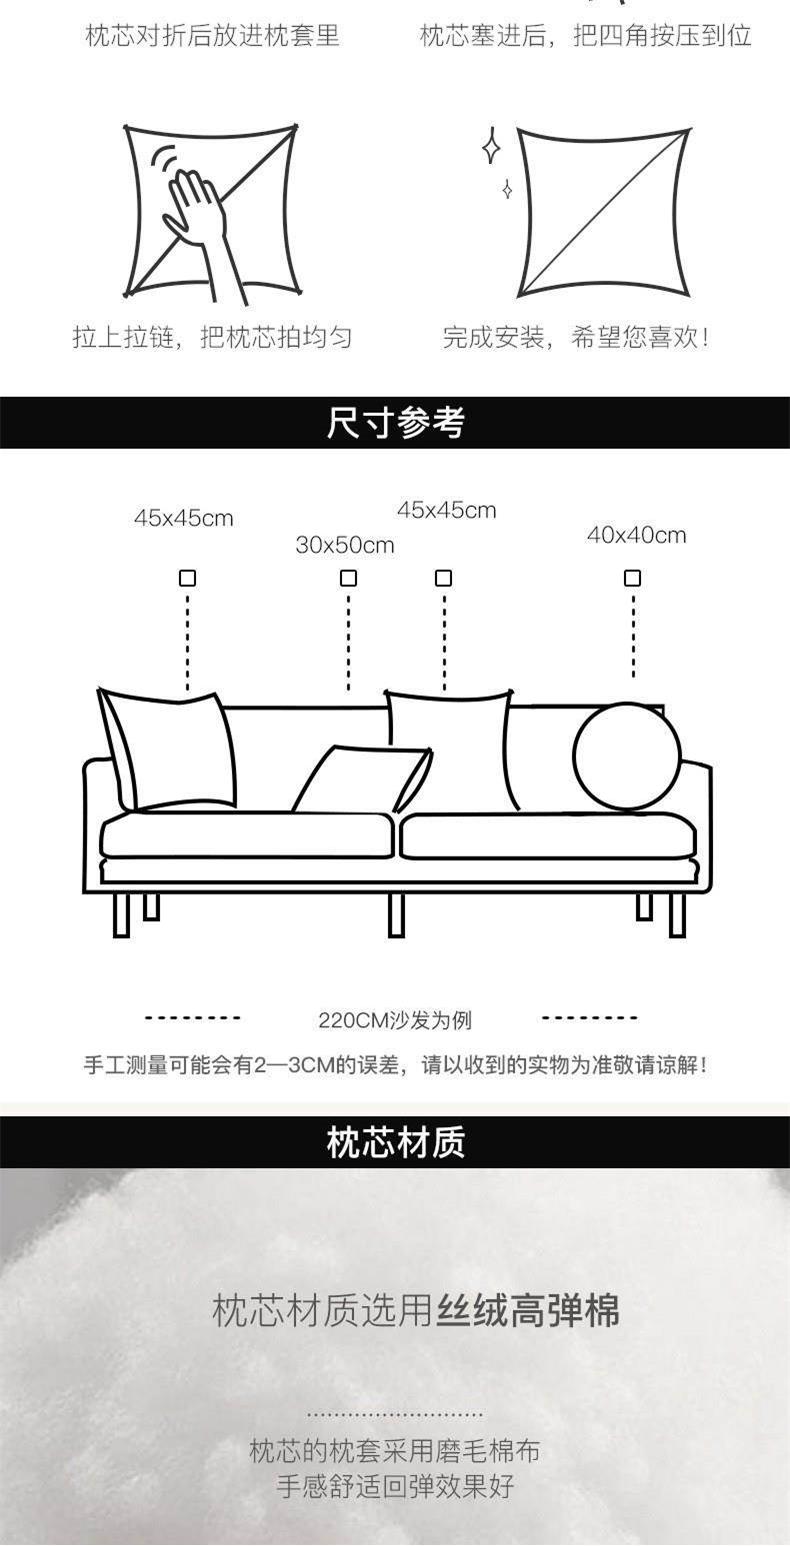 枕芯对折后放进枕套里
枕芯塞进后，把四角按压到位
拉上拉链，把枕芯拍均匀
完成安装，希望您喜欢！
尺寸参考
45x45cm
30x50cm
45x45cm
40x40cm
220CM沙发为例
手工测量可能会有2—3CM的误差，请以收到的实物为准敬请谅解！
枕芯材质
枕芯材质选用丝绒高弹棉
枕芯的枕套采用磨毛棉布
手感舒适回弹效果好